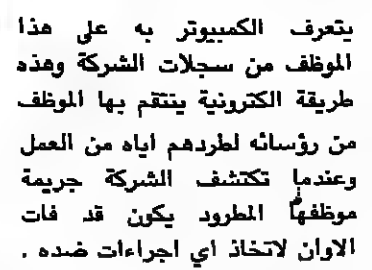 يتعرف الكمبيوتر به على هذا
الموظف من سجلات الشركة وهذه
طريقة الكترونية ينتقم بها الموظف
من رؤسائه لطردهم اياه من العمل
وعندما تكتشف الشركة جريمة
موظفها المطرود يكون قد فات
الاوان لاتخاذ اي اجراءات ضده .